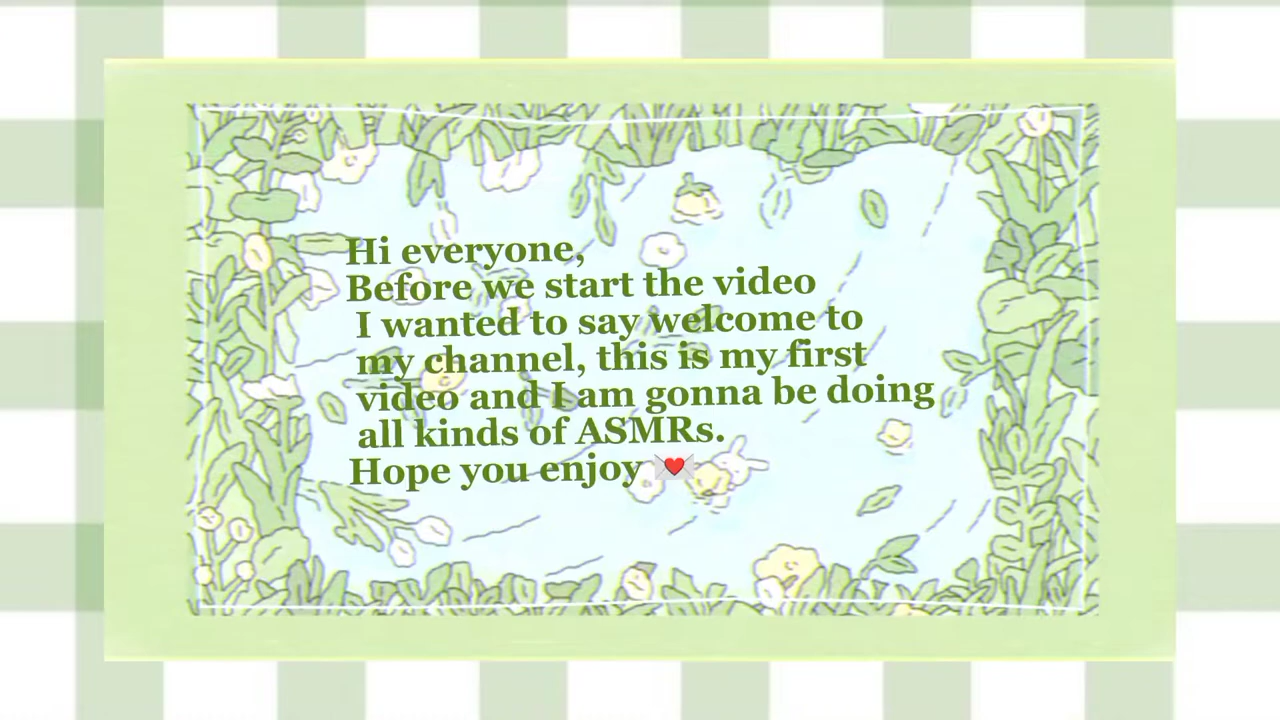 Hi everyone,
Before we start the video
I wanted to say welcome to
my channel, this is my first
video and I am gonna be doing
all kinds of ASMRs.
Hope you enjoy 💌